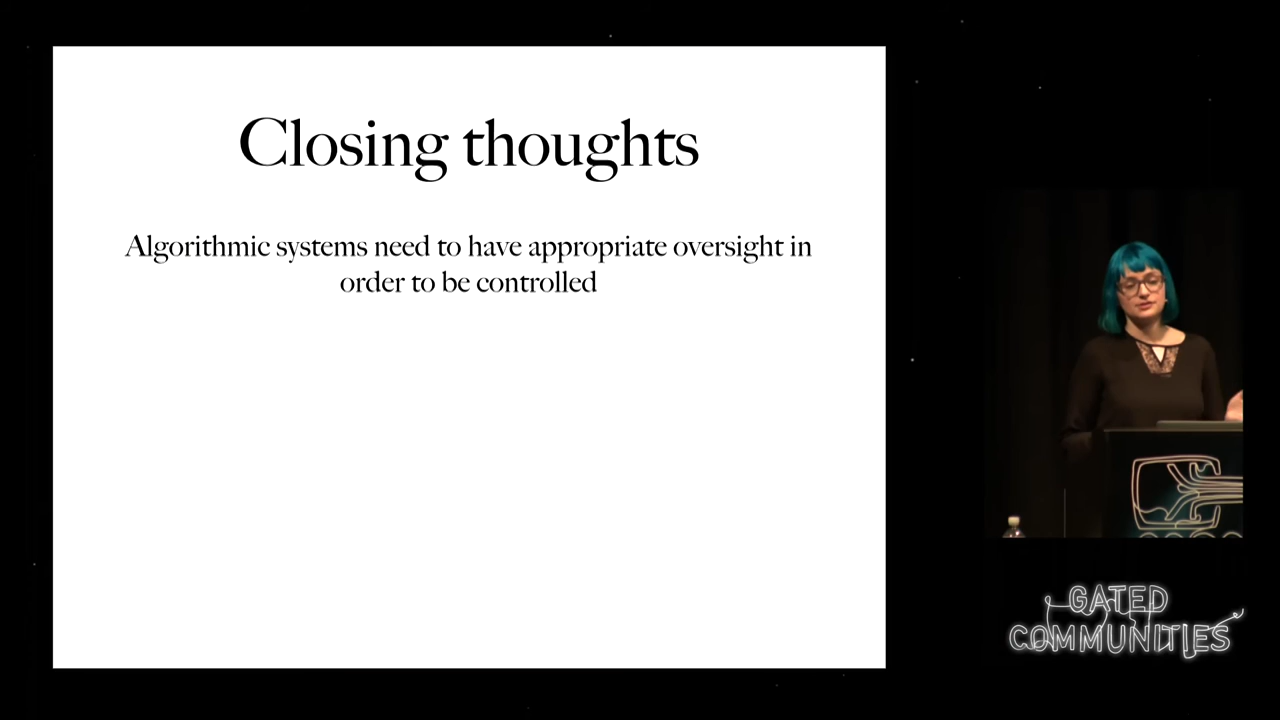 Closing thoughts
Algorithmic systems need to have appropriate oversight in
order to be controlled
GATED
COMMUNITIES